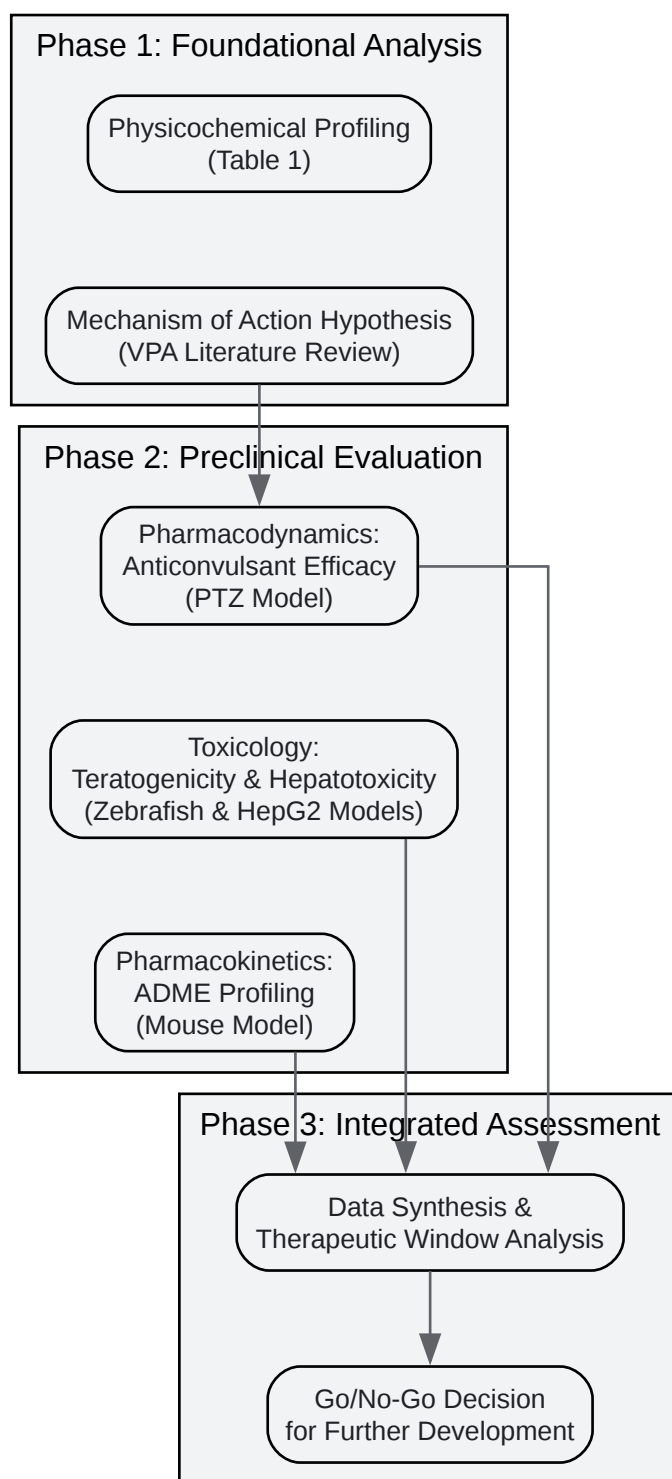 Phase 1: Foundational Analysis
Physicochemical Profiling
(Table 1)
Mechanism of Action Hypothesis
(VPA Literature Review)
Phase 2: Preclinical Evaluation
Pharmacodynamics:
Anticonvulsant Efficacy
(PTZ Model)
Toxicology:
Teratogenicity & Hepatotoxicity
(Zebrafish & HepG2 Models)
Pharmacokinetics:
ADME Profiling
(Mouse Model)
Phase 3: Integrated Assessment
Data Synthesis &
Therapeutic Window Analysis
Go/No-Go Decision
for Further Development